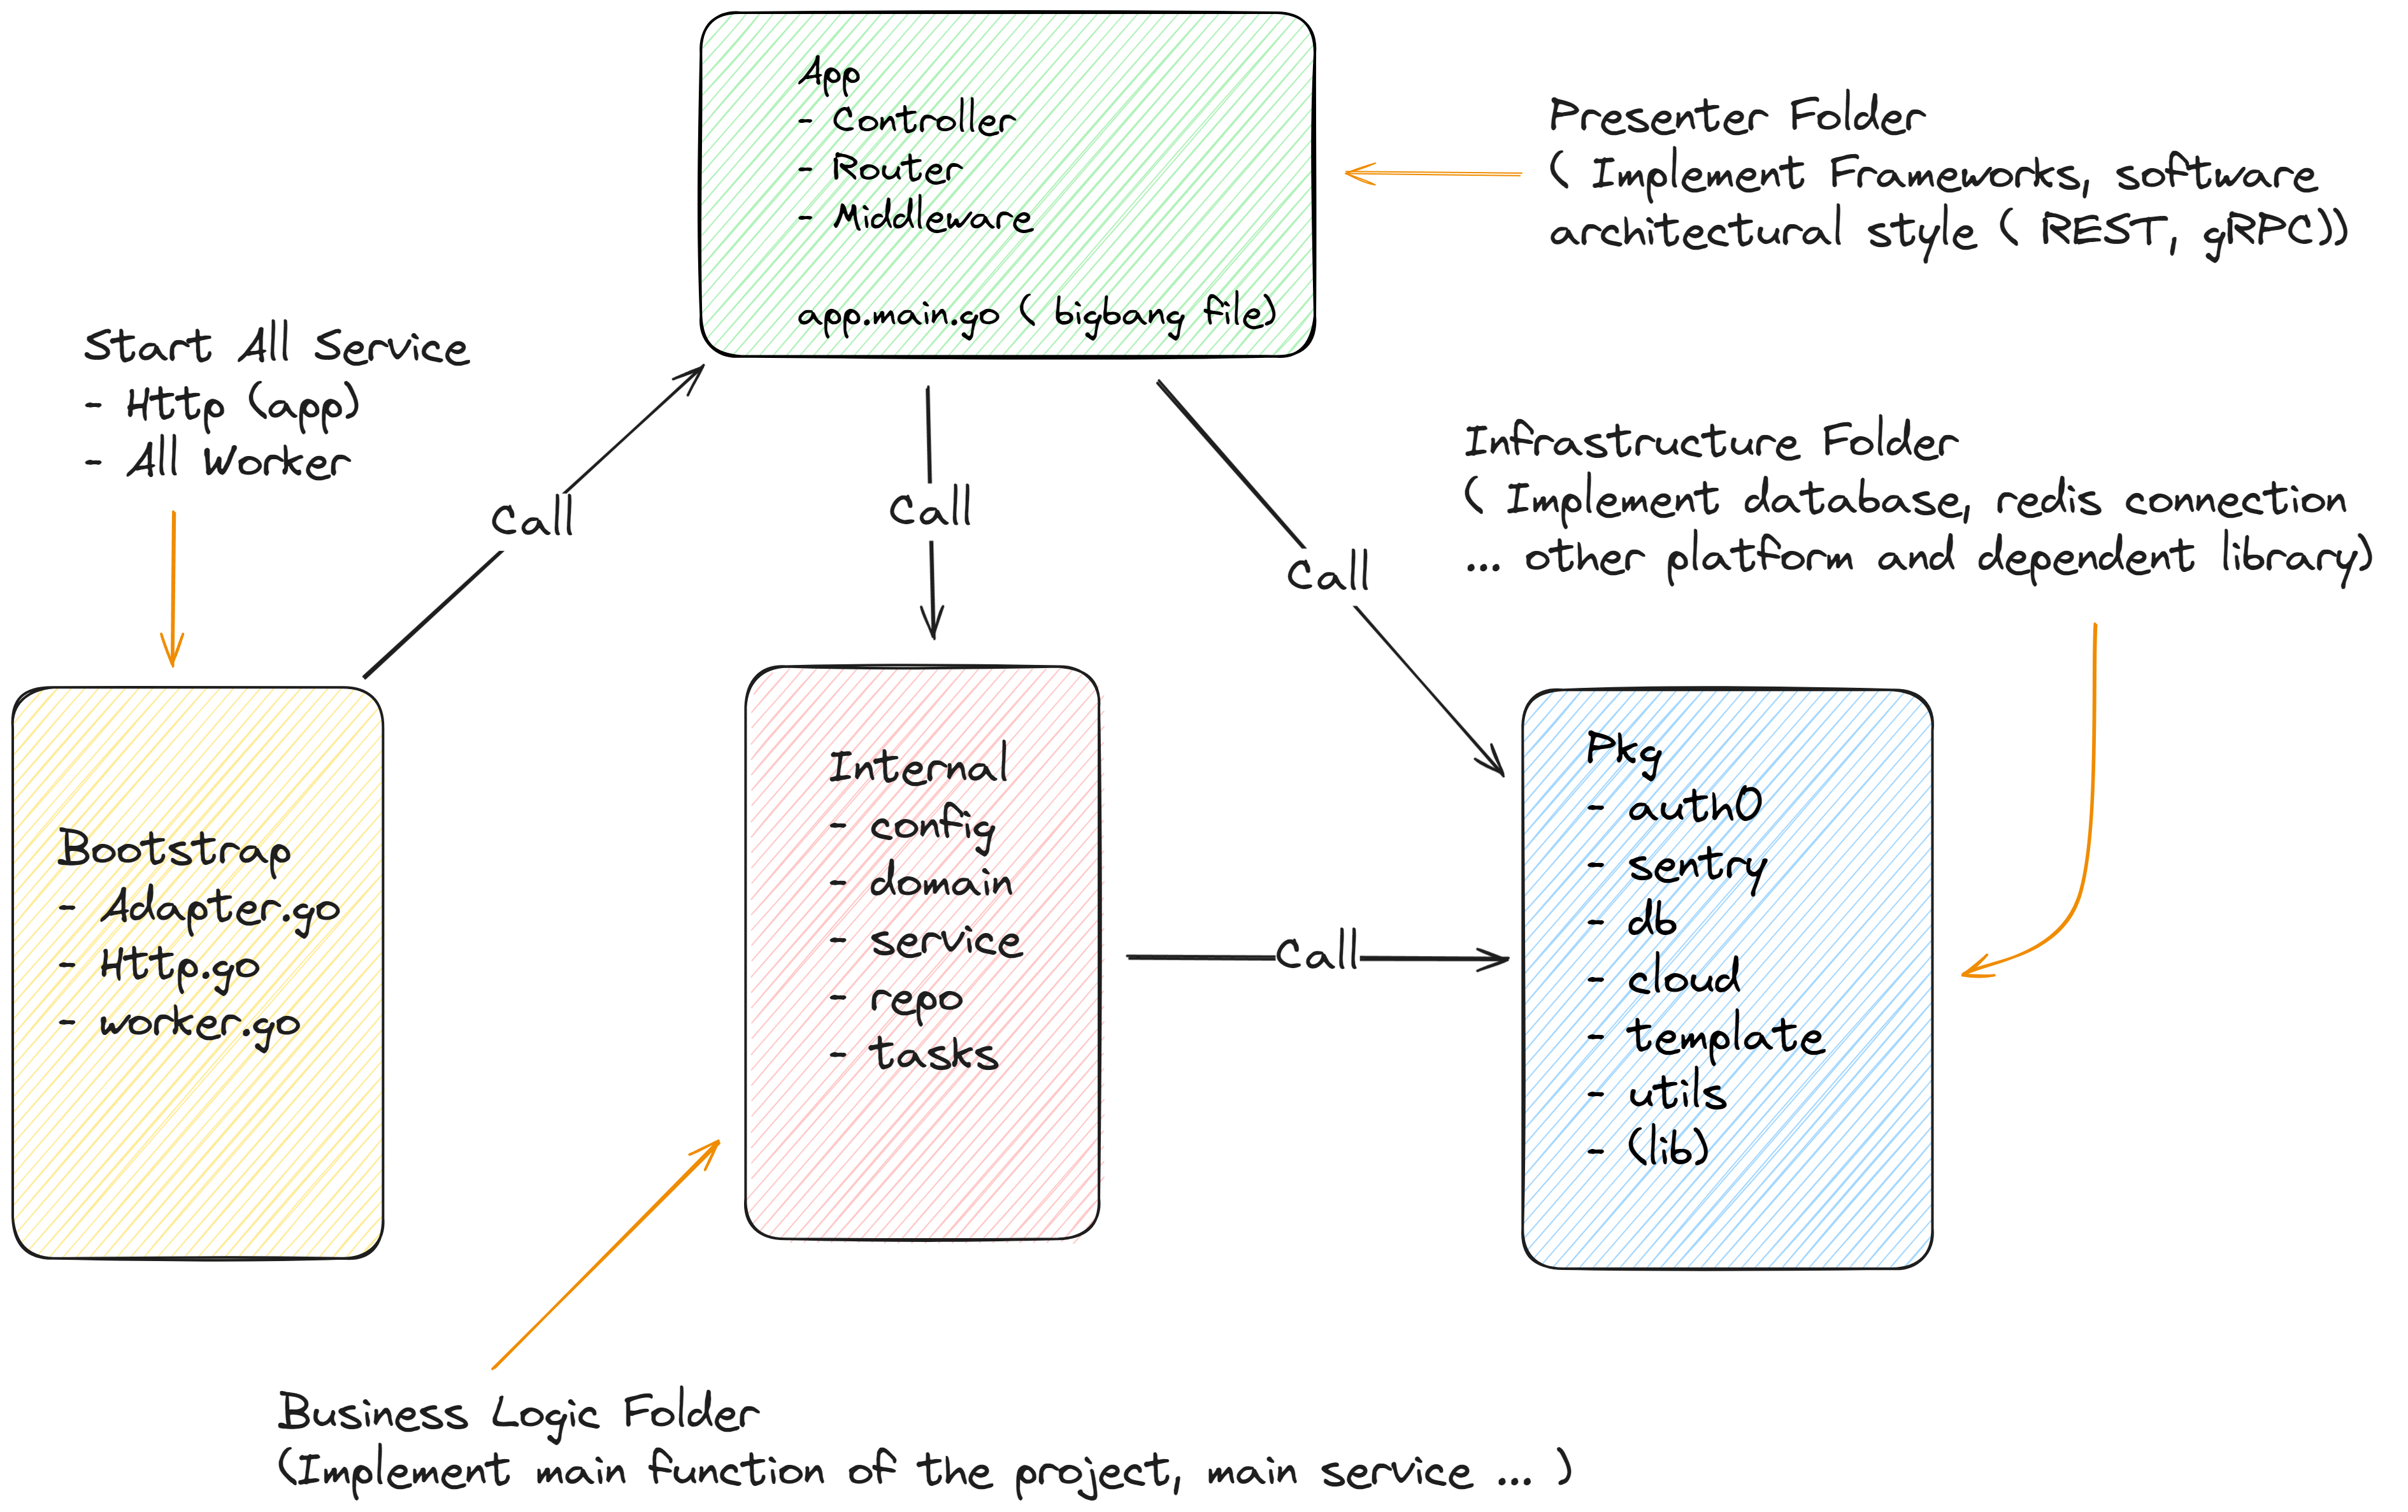 App
- Controller
- Router
- Middleware
app.main.go ( bigbang file)
Presenter Folder
( Implement Frameworks, software
architectural style ( REST, gRPC))
Start All Service
- Http (app)
- All Worker
Call
Call
Call
Infrastructure Folder
( Implement database, redis connection
... other platform and dependent library)
Bootstrap
- Adapter.go
- Http.go
- worker.go
Internal
- config
- domain
- service
- repo
- tasks
Call
Pkg
- auth0
- sentry
- db
- cloud
- template
- utils
- (lib)
Business Logic Folder
(Implement main function of the project, main service ... )